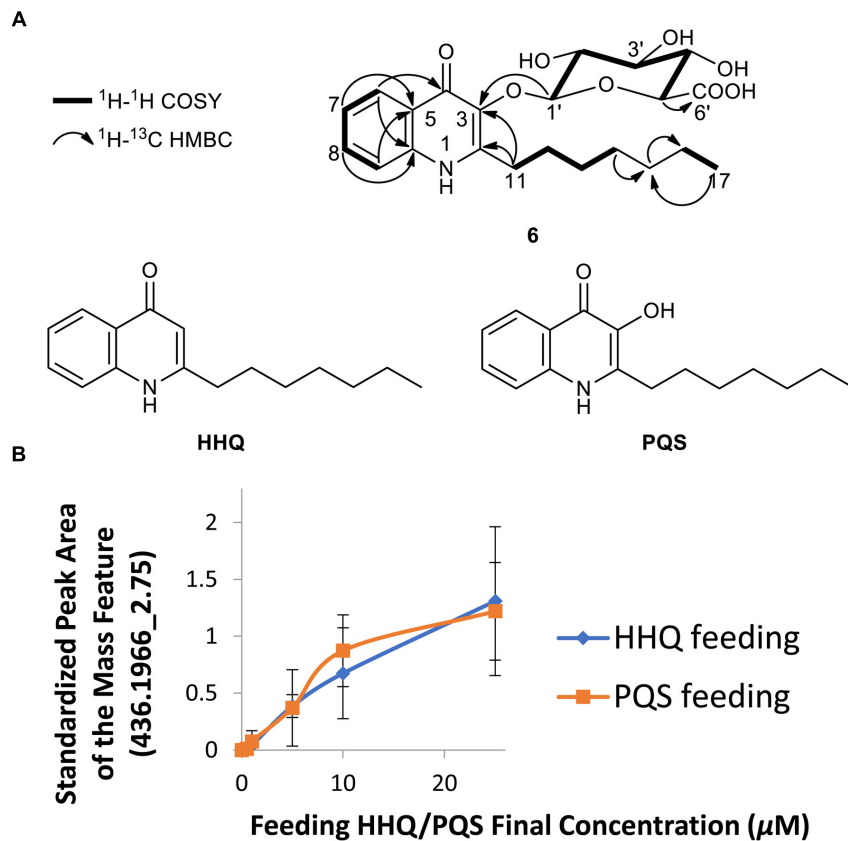 A
¹H-¹H COSY
¹H-¹³C HMBC
O
HO
OH
3'
OH
7
5
3
O
1'
O
COOH
6'
8
1
N
H
11
17
6
O
N
H
HHQ
O
OH
N
H
PQS
B
Standardized Peak Area
of the Mass Feature
(436.1966_2.75)
2
1.5
1
0.5
0
0
10
20
Feeding HHQ/PQS Final Concentration (µM)
HHQ feeding
PQS feeding